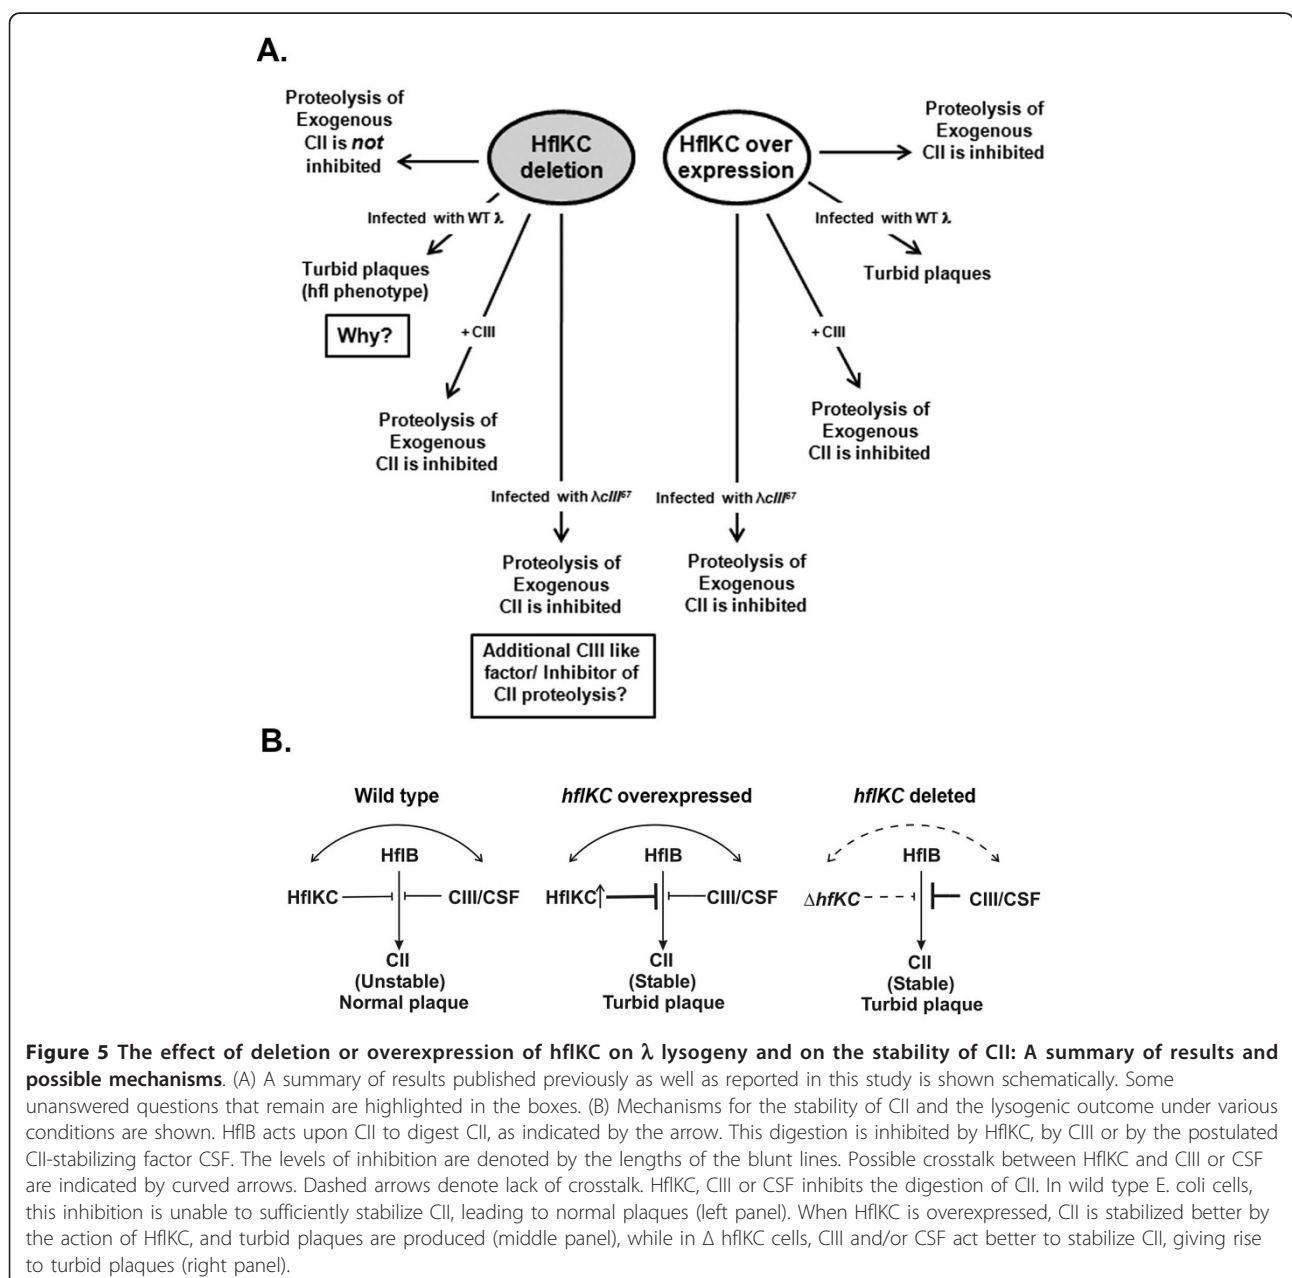 A.
Proteolysis of
Exogenous
CII is not
inhibited
HflKC
deletion
HflKC over
expression
Proteolysis of
Exogenous
CII is inhibited
Infected with WT λ
Infected with WT λ
Turbid plaques
(hfl phenotype)
Turbid plaques
Why?
+ CIII
+ CIII
Proteolysis of
Exogenous
CII is inhibited
Proteolysis of
Exogenous
CII is inhibited
Infected with λcIII67
Infected with λcIII67
Proteolysis of
Exogenous
CII is inhibited
Proteolysis of
Exogenous
CII is inhibited
Additional CIII like
factor/ Inhibitor of
CII proteolysis?
B.
Wild type
HflB
HflKC
CIII/CSF
CII
(Unstable)
Normal plaque
hflKC overexpressed
HflB
HflKC↑
CIII/CSF
CII
(Stable)
Turbid plaque
hflKC deleted
HflB
ΔhfKC
CIII/CSF
CII
(Stable)
Turbid plaque
Figure 5 The effect of deletion or overexpression of hflKC on λ lysogeny and on the stability of CII: A summary of results and
possible mechanisms. (A) A summary of results published previously as well as reported in this study is shown schematically. Some
unanswered questions that remain are highlighted in the boxes. (B) Mechanisms for the stability of CII and the lysogenic outcome under various
conditions are shown. HflB acts upon CII to digest CII, as indicated by the arrow. This digestion is inhibited by HflKC, by CIII or by the postulated
CII-stabilizing factor CSF. The levels of inhibition are denoted by the lengths of the blunt lines. Possible crosstalk between HflKC and CIII or CSF
are indicated by curved arrows. Dashed arrows denote lack of crosstalk. HflKC, CIII or CSF inhibits the digestion of CII. In wild type E. coli cells,
this inhibition is unable to sufficiently stabilize CII, leading to normal plaques (left panel). When HflKC is overexpressed, CII is stabilized better by
the action of HflKC, and turbid plaques are produced (middle panel), while in Δ hflKC cells, CIII and/or CSF act better to stabilize CII, giving rise
to turbid plaques (right panel).